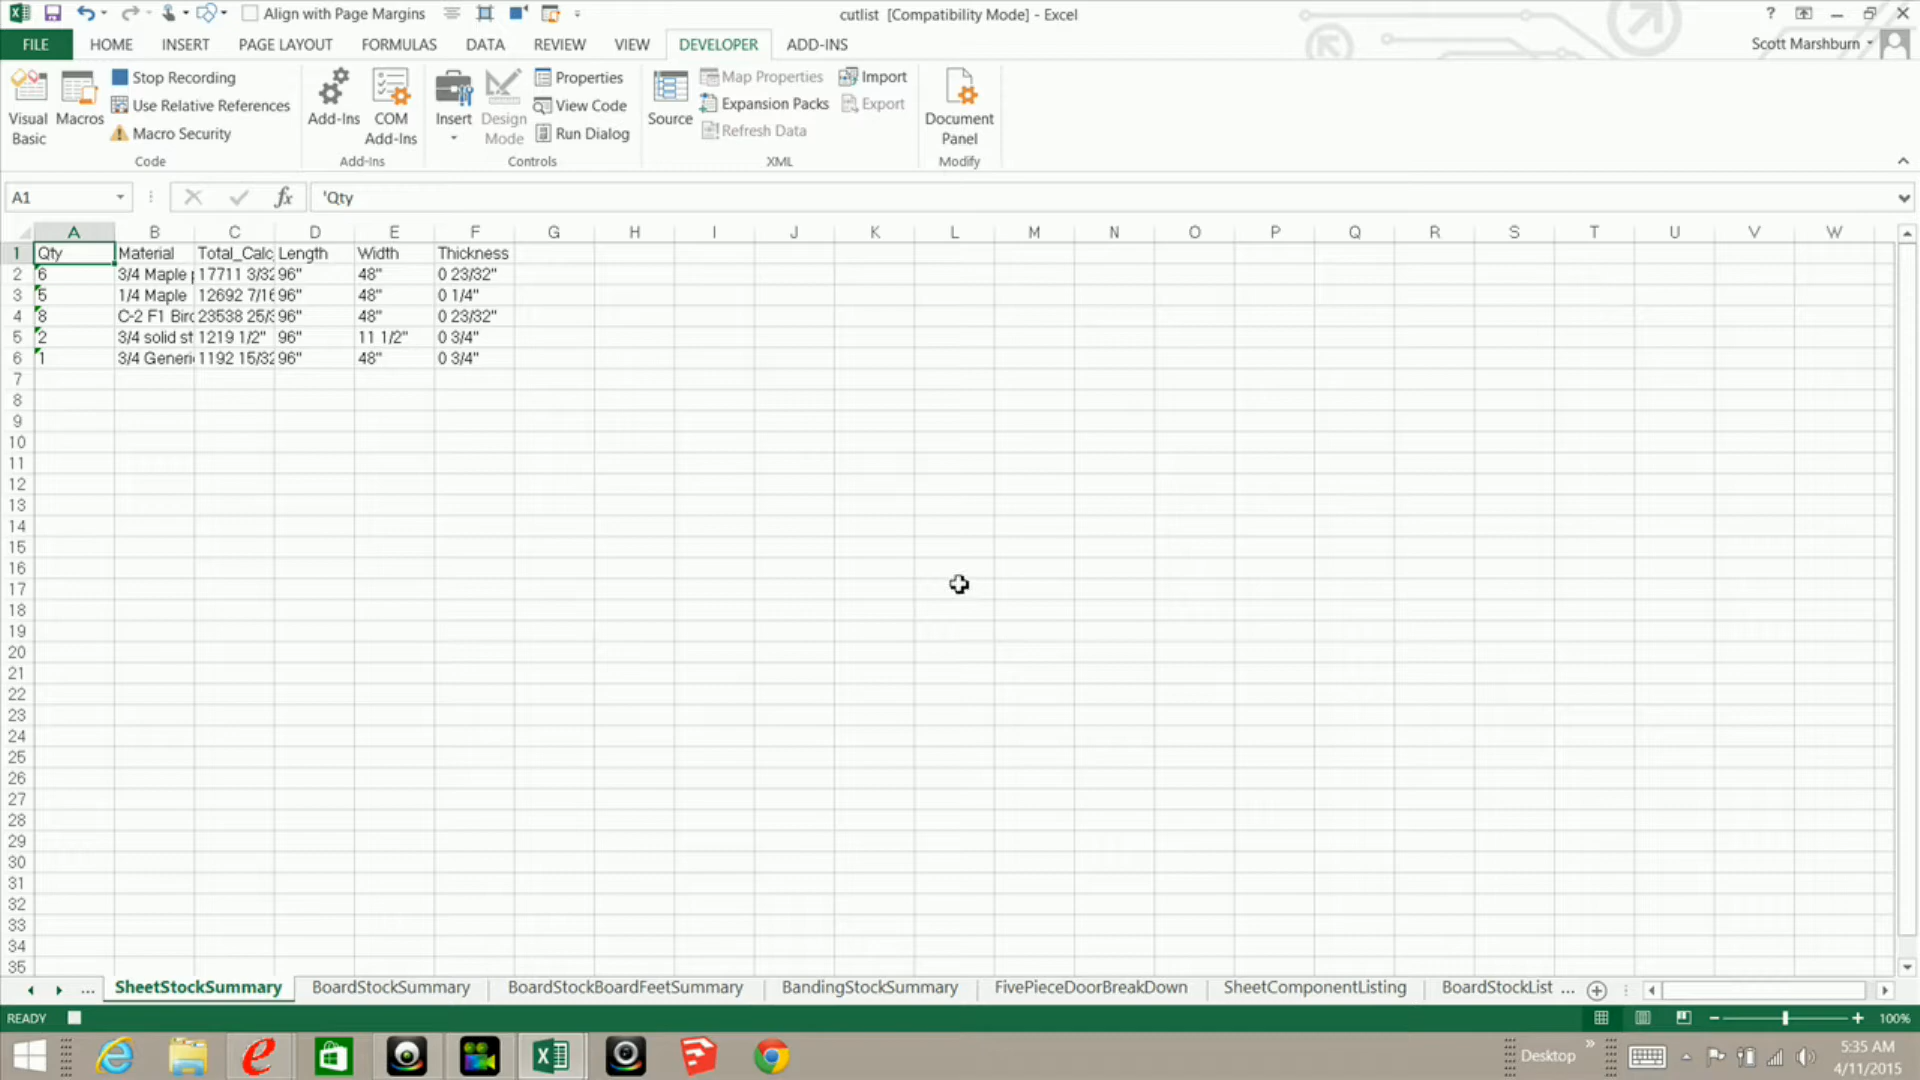 Align with Page Margins
cutlist [Compatibility Mode] - Excel
?
FILE HOME INSERT PAGE LAYOUT FORMULAS DATA REVIEW VIEW DEVELOPER ADD-INS
Scott Marshburn
Visual Basic
Macros
Stop Recording
Use Relative References
Macro Security
Code
Add-Ins
COM Add-Ins
Add-Ins
Insert
Design Mode
Properties
View Code
Run Dialog
Controls
Source
Map Properties
Expansion Packs
Refresh Data
Import
Export
XML
Document Panel
Modify
A1
fx
'Qty
A B C D E F G H I J K L M N O P Q R S T U V W
1 Qty Material Total_Calc Length Width Thickness
2 6 3/4 Maple 17711 3/32 96" 48" 0 23/32"
3 5 1/4 Maple 12692 7/16 96" 48" 0 1/4"
4 8 C-2 F1 Birc 23538 25/3 96" 48" 0 23/32"
5 2 3/4 solid st 1219 1/2" 96" 11 1/2" 0 3/4"
6 1 3/4 Generi 1192 15/32 96" 48" 0 3/4"
7
8
9
10
11
12
13
14
15
16
17
18
19
20
21
22
23
24
25
26
27
28
29
30
31
32
33
34
35
... SheetStockSummary BoardStockSummary BoardStockBoardFeetSummary BandingStockSummary FivePieceDoorBreakDown SheetComponentListing BoardStockList ...
READY
100%
Desktop
5:35 AM
4/11/2015